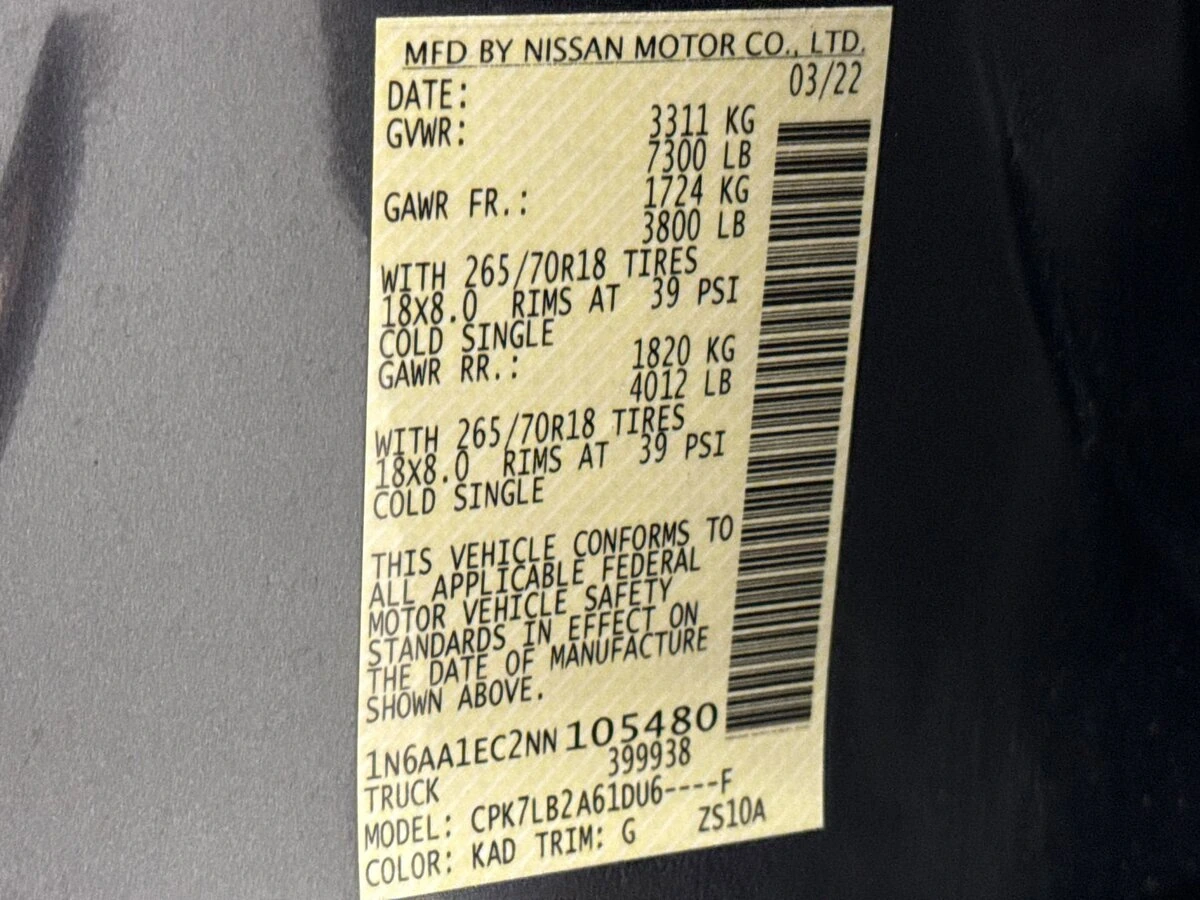 MFD BY NISSAN MOTOR CO., LTD.
DATE: 03/22
GVWR: 3311 KG
7300 LB
GAWR FR.: 1724 KG
3800 LB
WITH 265/70R18 TIRES
18X8.0 RIMS AT 39 PSI
COLD SINGLE
GAWR RR.: 1820 KG
4012 LB
WITH 265/70R18 TIRES
18X8.0 RIMS AT 39 PSI
COLD SINGLE
THIS VEHICLE CONFORMS TO
ALL APPLICABLE FEDERAL
MOTOR VEHICLE SAFETY
STANDARDS IN EFFECT ON
THE DATE OF MANUFACTURE
SHOWN ABOVE.
1N6AA1EC2NN105480
TRUCK 399938
MODEL: CPK7LB2A61DU6----F
COLOR: KAD TRIM: G ZS10A